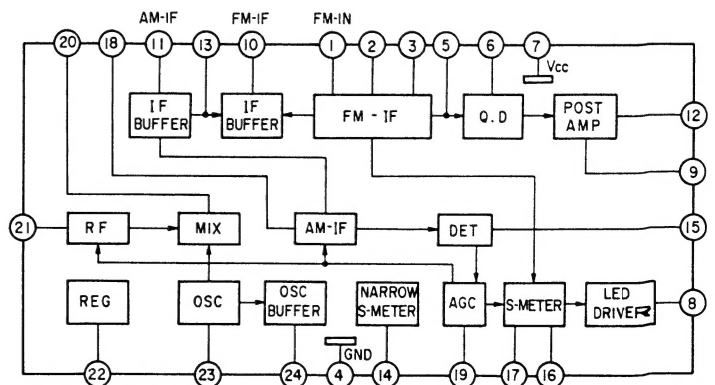 AM-IF FM-IF FM-IN
20 18 11 13 10 1 2 3 5 6 7
Vcc
IF BUFFER IF BUFFER FM-IF Q.D POST AMP
12
9
21 RF MIX AM-IF DET 15
REG OSC OSC BUFFER NARROW S-METER AGC S-METER LED DRIVER 8
GND
22 23 24 4 14 19 17 16